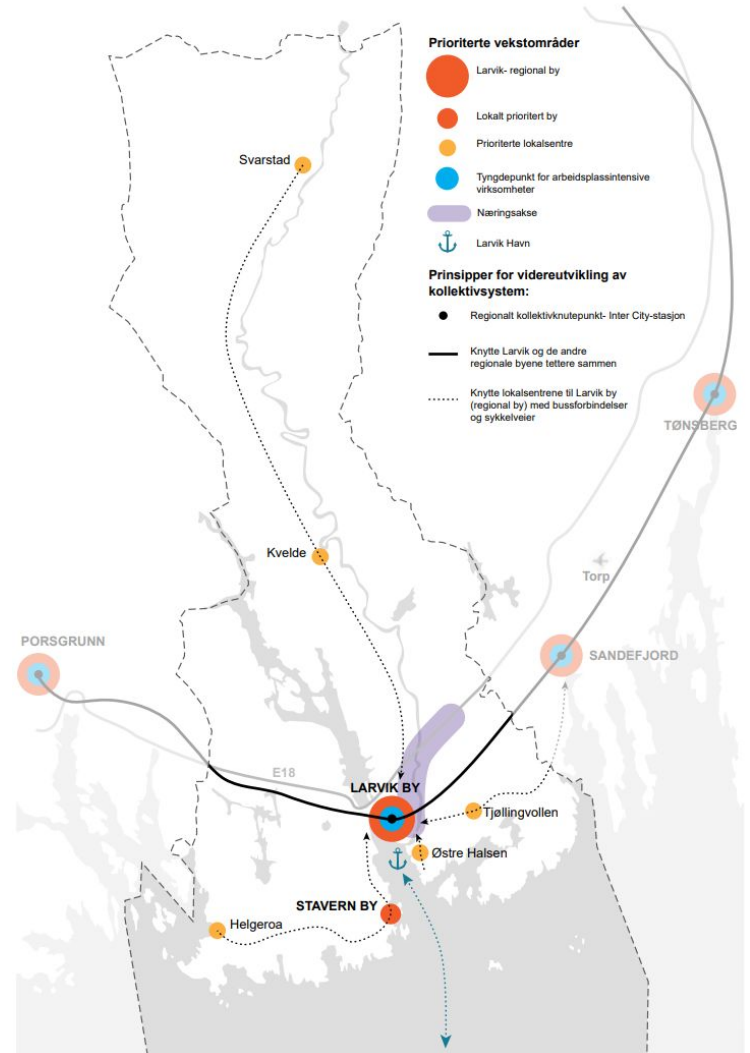 Prioriterte vekstområder
Larvik- regional by
Lokalt prioritert by
Prioriterte lokalsentre
Tyngdepunkt for arbeidsplassintensive
virksomheter
Næringsakse
Larvik Havn
Prinsipper for videreutvikling av
kollektivsystem:
Regionalt kollektivknutepunkt- Inter City-stasjon
Knytte Larvik og de andre
regionale byene tettere sammen
Knytte lokalsentrene til Larvik by
(regional by) med bussforbindelser
og sykkelveier
Svarstad
TØNSBERG
Kvelde
Torp
PORSGRUNN
SANDEFJORD
E18
LARVIK BY
Tjøllingvollen
Østre Halsen
STAVERN BY
Helgeroa